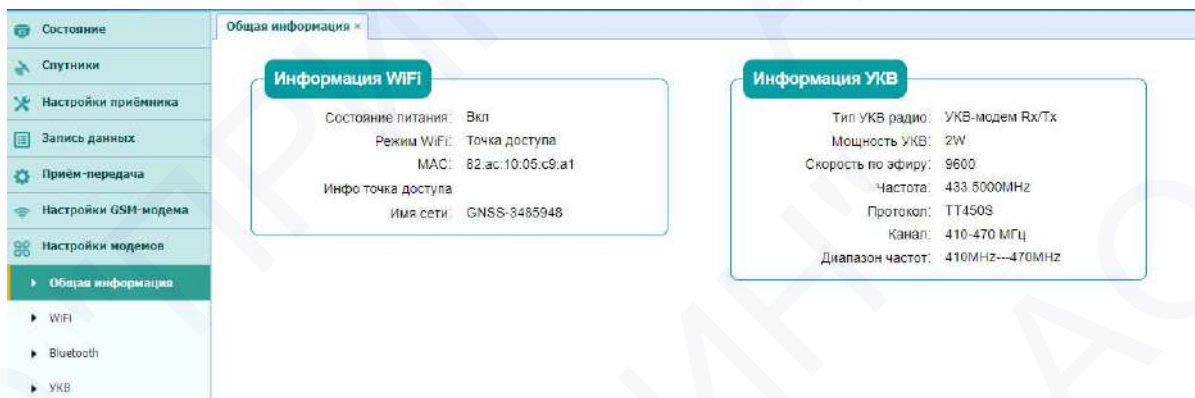 Состояние
Спутники
Настройки приёмника
Запись данных
Приём-передача
Настройки GSM-модема
Настройки модемов
Общая информация
WiFi
Bluetooth
УКВ
Общая информация ×
Информация WiFi
Состояние питания: Вкл
Режим WiFi: Точка доступа
MAC: 82:ac:10:05:c9:a1
Инфо точка доступа
Имя сети: GNSS-3485948
Информация УКВ
Тип УКВ радио: УКВ-модем Rx/Tx
Мощность УКВ: 2W
Скорость по эфиру: 9600
Частота: 433.5000MHz
Протокол: TT450S
Канал: 410-470 МГц
Диапазон частот: 410MHz---470MHz